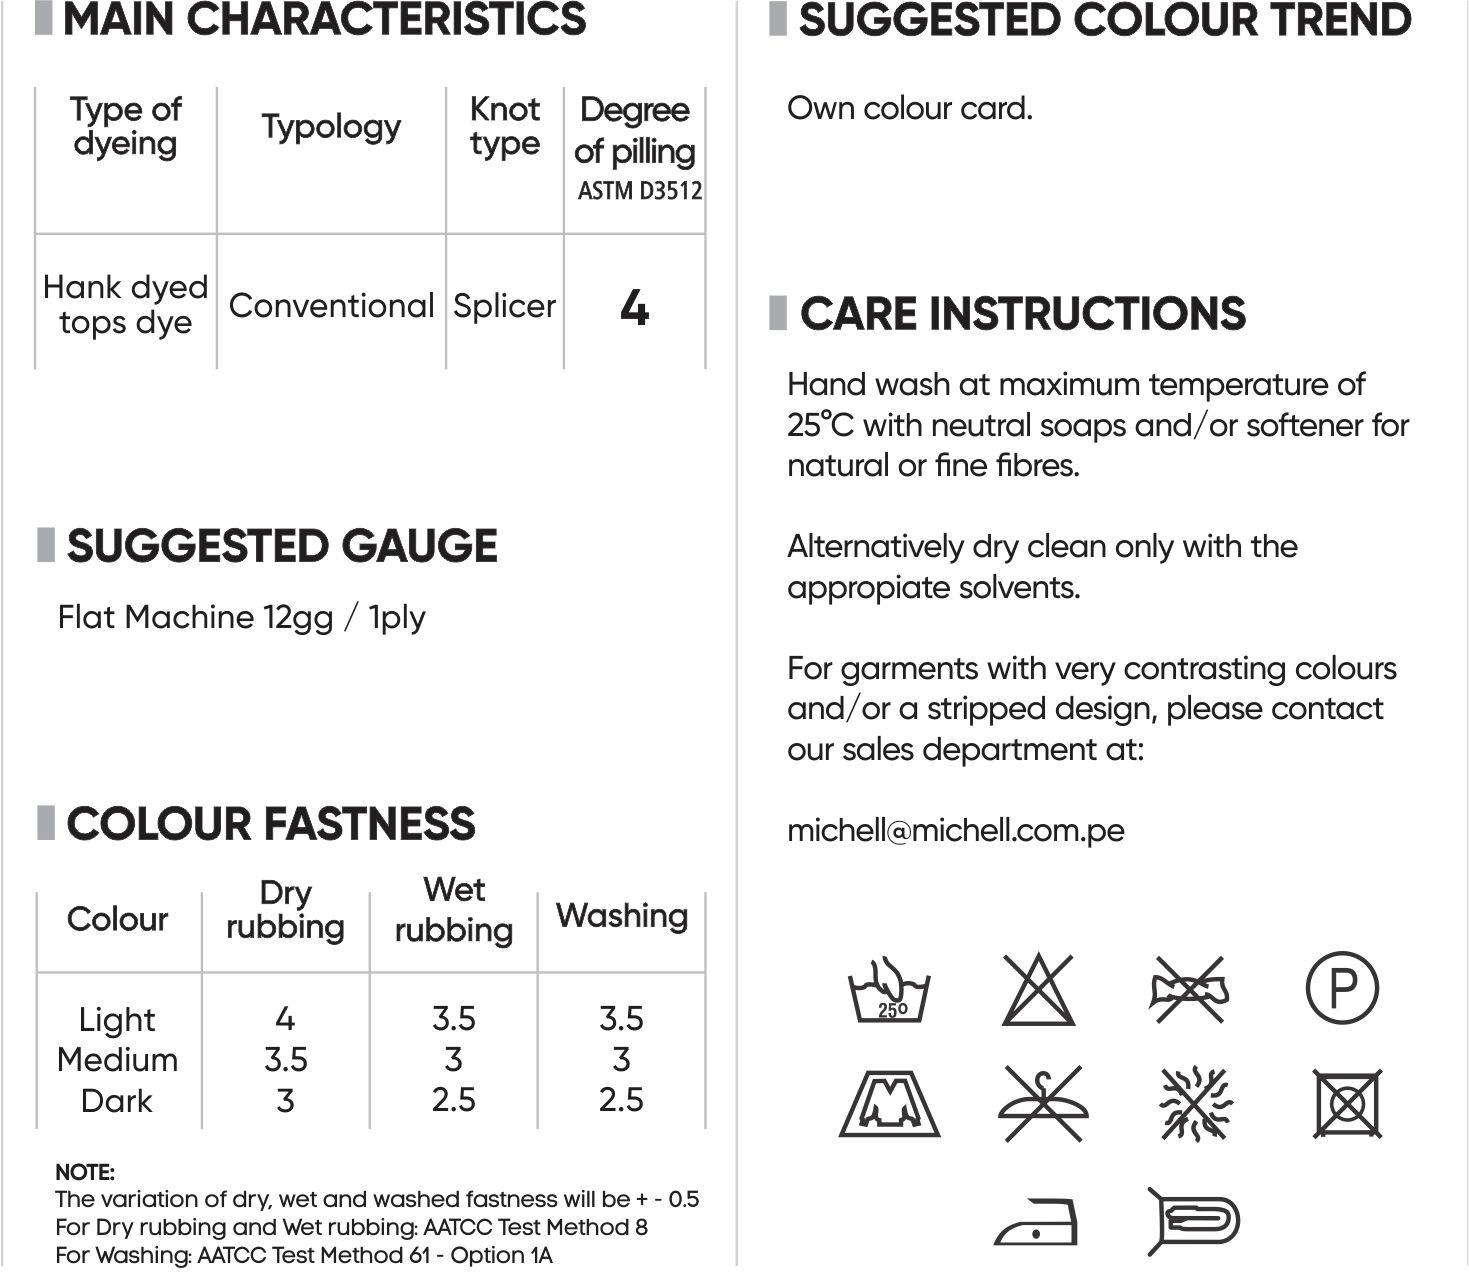 MAIN CHARACTERISTICS
Type of
dyeing
Typology
Knot
type
Degree
of pilling
ASTM D3512
Hank dyed
tops dye
Conventional
Splicer
4
SUGGESTED GAUGE
Flat Machine 12gg / 1ply
COLOUR FASTNESS
Colour
Dry
rubbing
Wet
rubbing
Washing
Light 4 3.5 3.5
Medium 3.5 3 3
Dark 3 2.5 2.5
NOTE:
The variation of dry, wet and washed fastness will be + - 0.5
For Dry rubbing and Wet rubbing: AATCC Test Method 8
For Washing: AATCC Test Method 61 - Option 1A
SUGGESTED COLOUR TREND
Own colour card.
CARE INSTRUCTIONS
Hand wash at maximum temperature of
25°C with neutral soaps and/or softener for
natural or fine fibres.
Alternatively dry clean only with the
appropiate solvents.
For garments with very contrasting colours
and/or a stripped design, please contact
our sales department at:
michell@michell.com.pe
25º
P